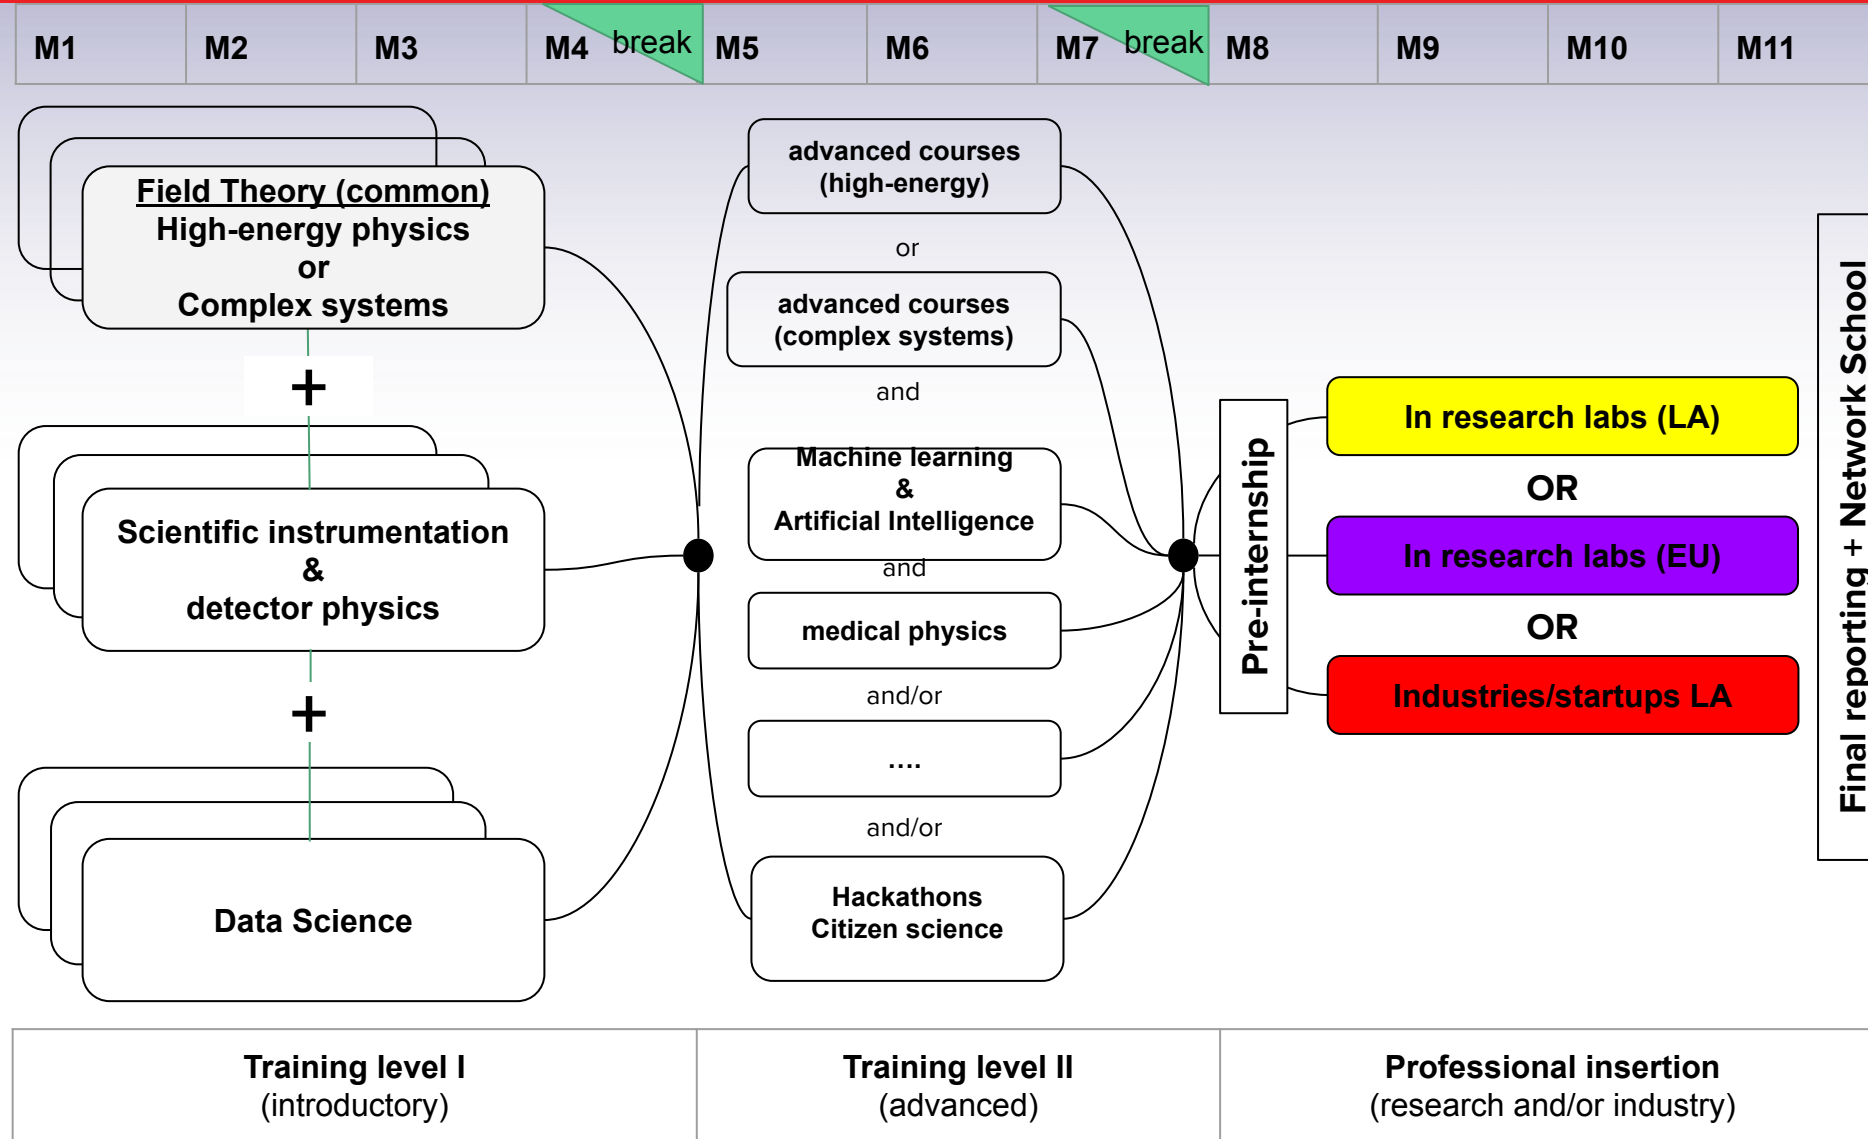 M1
M2
M3
M4
break
M5
M6
M7
break
M8
M9
M10
M11
Field Theory (common)
High-energy physics
or
Complex systems
+
Scientific instrumentation
&
detector physics
+
Data Science
advanced courses
(high-energy)
or
advanced courses
(complex systems)
and
Machine learning
&
Artificial Intelligence
and
medical physics
and/or
....
and/or
Hackathons
Citizen science
Pre-internship
In research labs (LA)
OR
In research labs (EU)
OR
Industries/startups LA
Final reporting + Network School
Training level I
(introductory)
Training level II
(advanced)
Professional insertion
(research and/or industry)